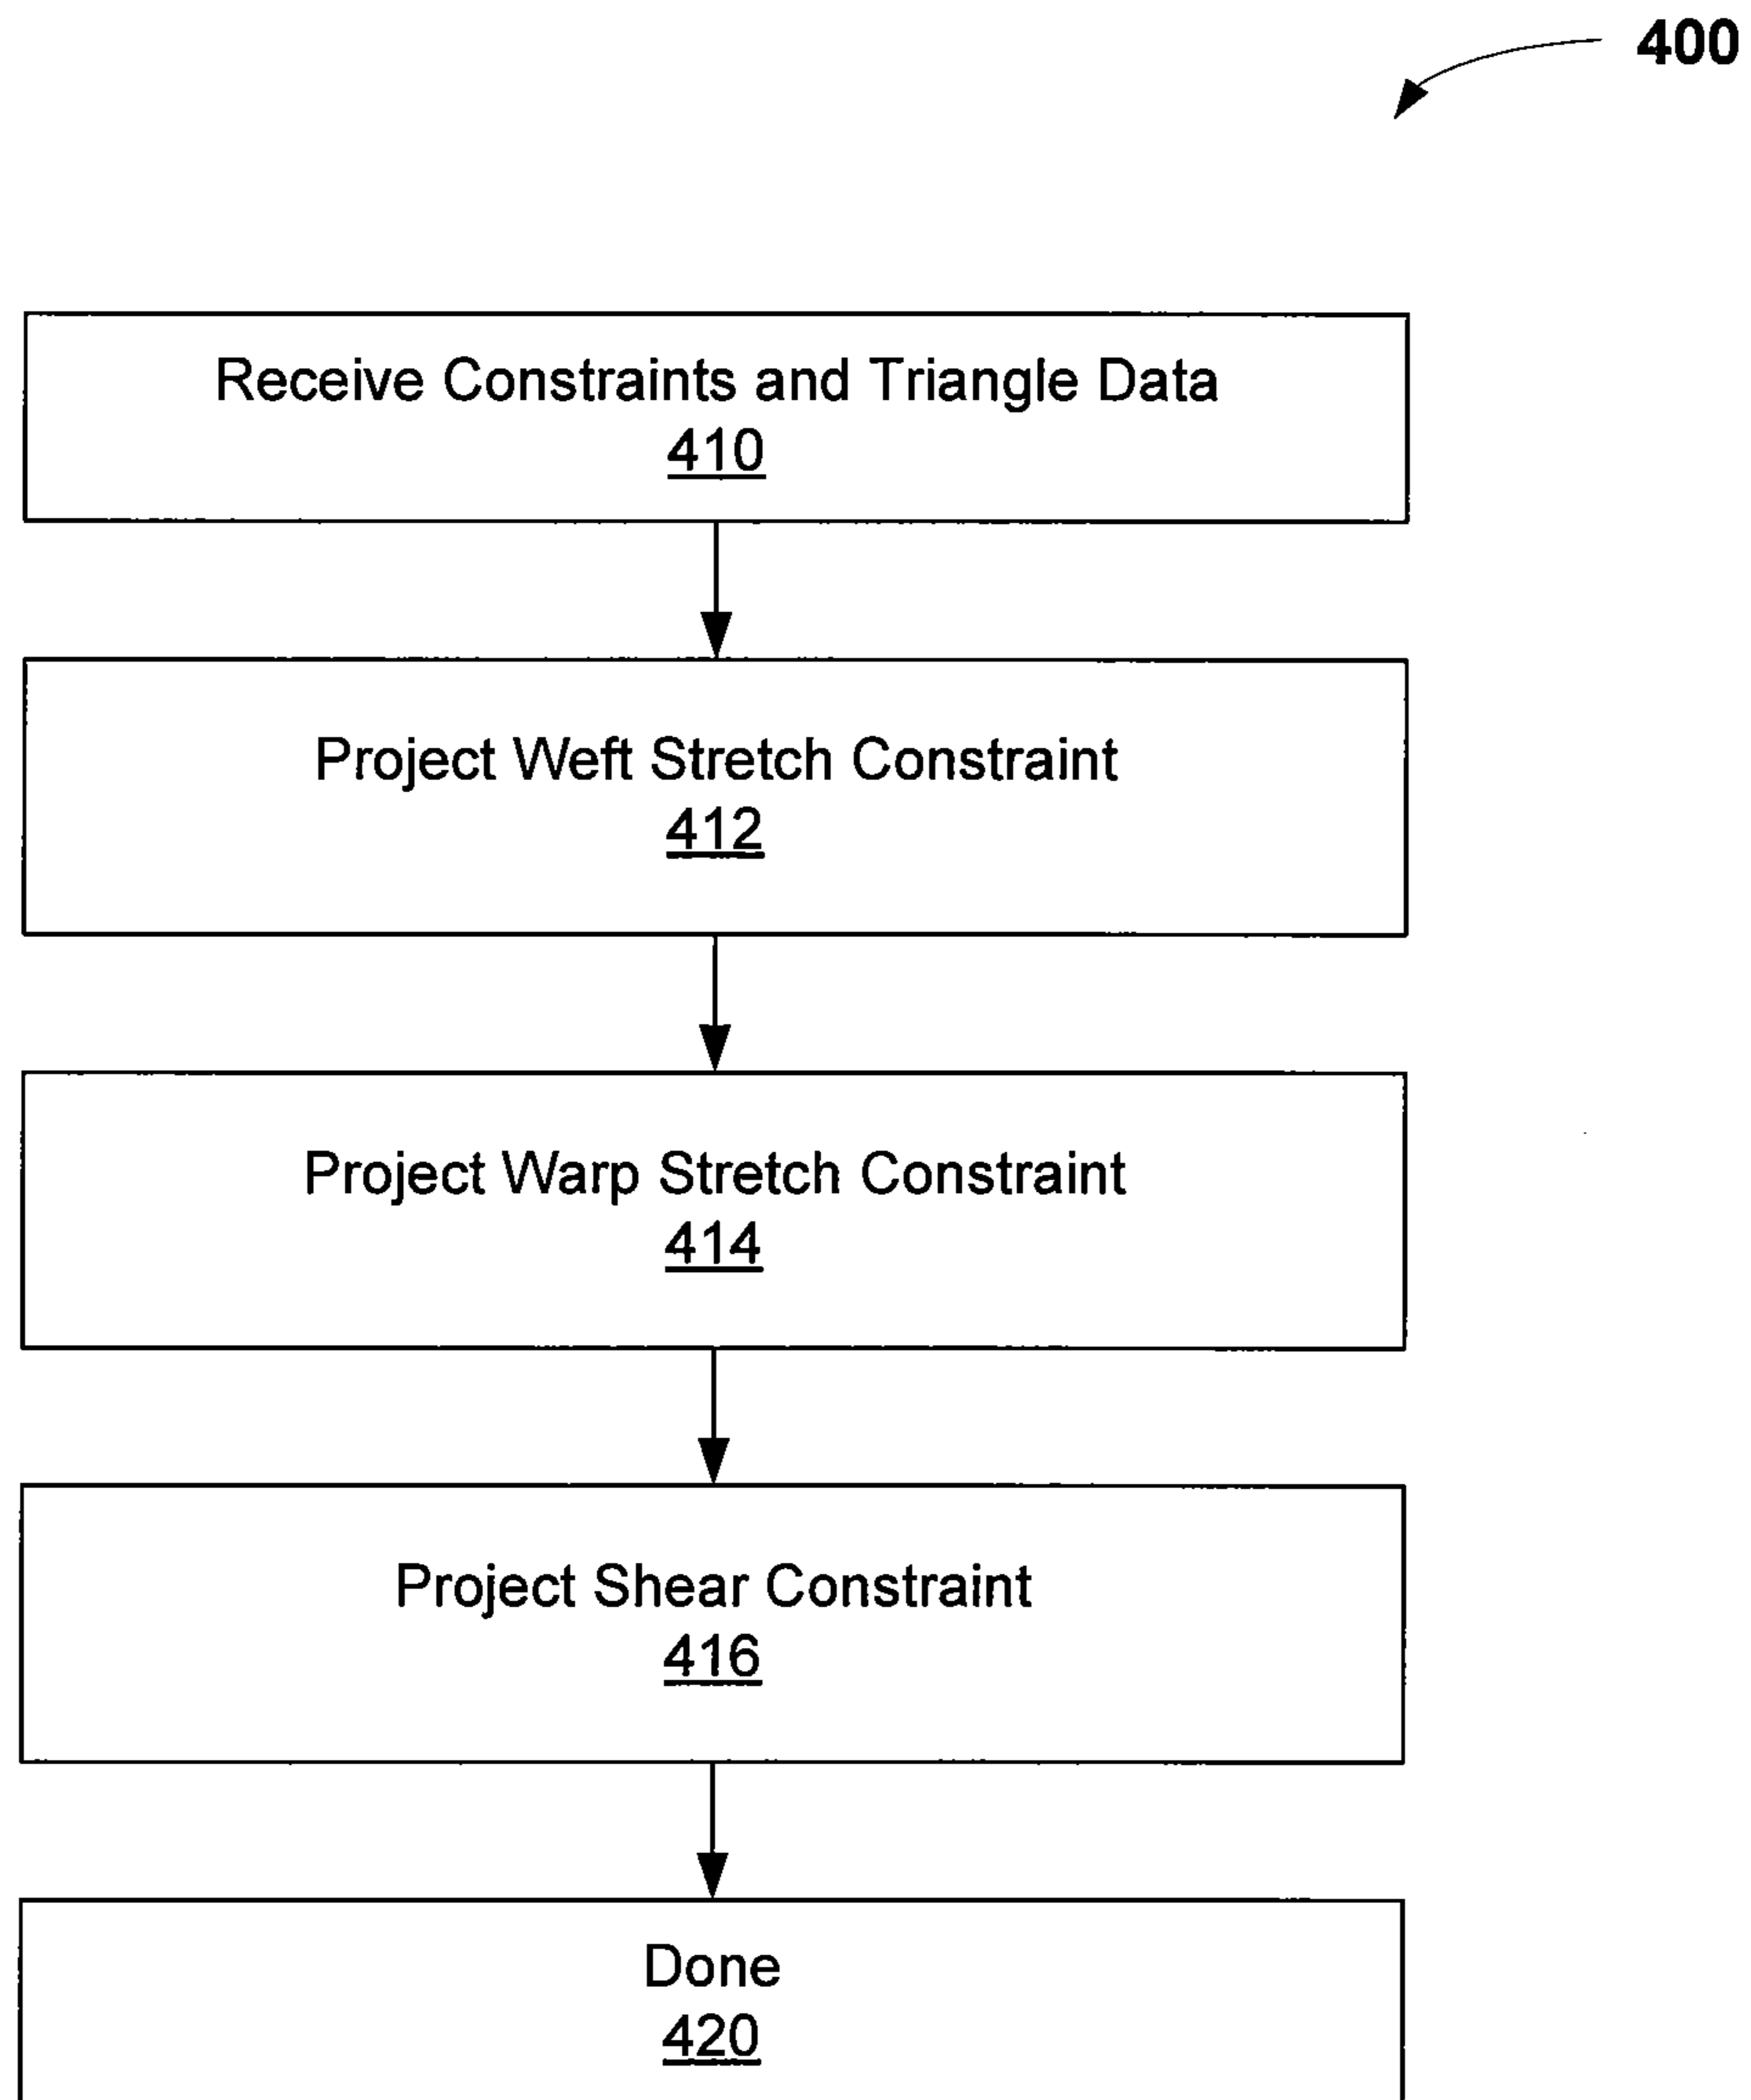 400
Receive Constraints and Triangle Data
410
Project Weft Stretch Constraint
412
Project Warp Stretch Constraint
414
Project Shear Constraint
416
Done
420